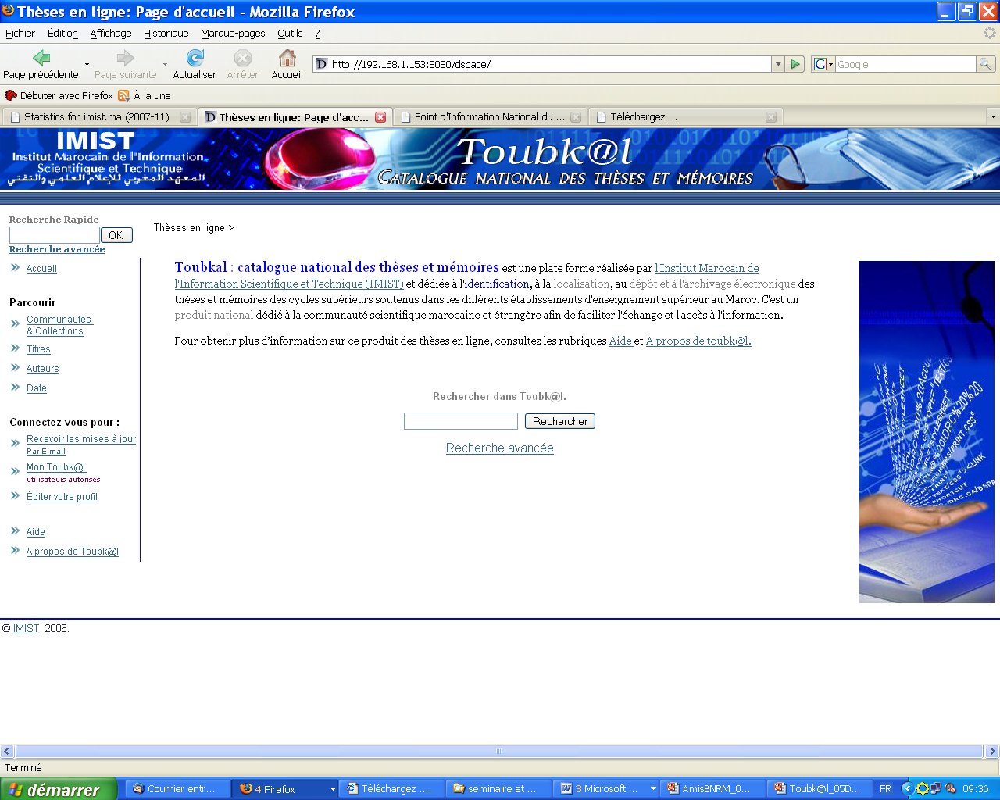 Thèses en ligne: Page d'accueil - Mozilla Firefox
Fichier Édition Affichage Historique Marque-pages Outils ?
Page précédente Page suivante Actualiser Arrêter Accueil http://192.168.1.153:8080/dspace/ Google
Débuter avec Firefox À la une
Statistics for imist.ma (2007-11) Thèses en ligne: Page d'acc... Point d'Information National du ... Téléchargez ...
IMIST
Institut Marocain de l'Information
Scientifique et Technique
المعهد المغربي للإعلام العلمي والتقني
Toubk@l
CATALOGUE NATIONAL DES THÈSES ET MÉMOIRES
Recherche Rapide
OK
Recherche avancée
Accueil
Parcourir
Communautés
& Collections
Titres
Auteurs
Date
Connectez vous pour :
Recevoir les mises à jour
Par E-mail
Mon Toubk@l
utilisateurs autorisés
Éditer votre profil
Aide
A propos de Toubk@l
Thèses en ligne >
Toubkal : catalogue national des thèses et mémoires est une plate forme réalisée par l'Institut Marocain de
l'Information Scientifique et Technique (IMIST) et dédiée à l'identification, à la localisation, au dépôt et à l'archivage électronique des
thèses et mémoires des cycles supérieurs soutenus dans les différents établissements d'enseignement supérieur au Maroc. C'est un
produit national dédié à la communauté scientifique marocaine et étrangère afin de faciliter l'échange et l'accès à l'information.
Pour obtenir plus d'information sur ce produit des thèses en ligne, consultez les rubriques Aide et A propos de toubk@l.
Rechercher dans Toubk@l.
Rechercher
Recherche avancée
© IMIST, 2006.
Terminé
démarrer Courrier entr... 4 Firefox Téléchargez .... seminaire et ... 3 Microsoft ... AmisBNRM_0... Toubk@l_05D... FR 09:36